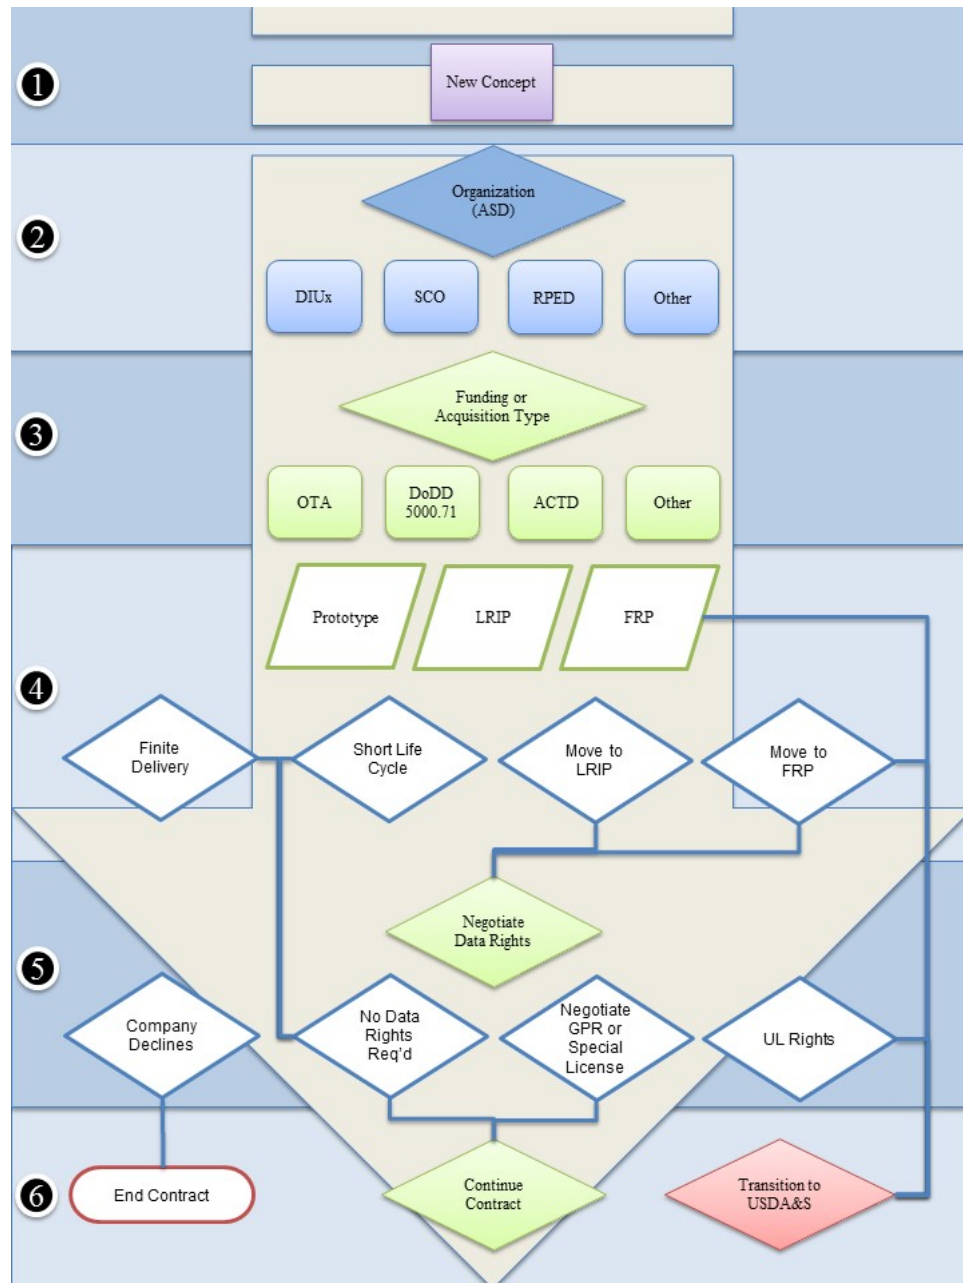 1
New Concept
2
Organization
(ASD)
DIUx
SCO
RPED
Other
3
Funding or
Acquisition Type
OTA
DoDD
5000.71
ACTD
Other
4
Prototype
LRIP
FRP
Finite
Delivery
Short Life
Cycle
Move to
LRIP
Move to
FRP
5
Negotiate
Data Rights
Company
Declines
No Data
Rights
Req'd
Negotiate
GPR or
Special
License
UL Rights
6
End Contract
Continue
Contract
Transition to
USDA&S